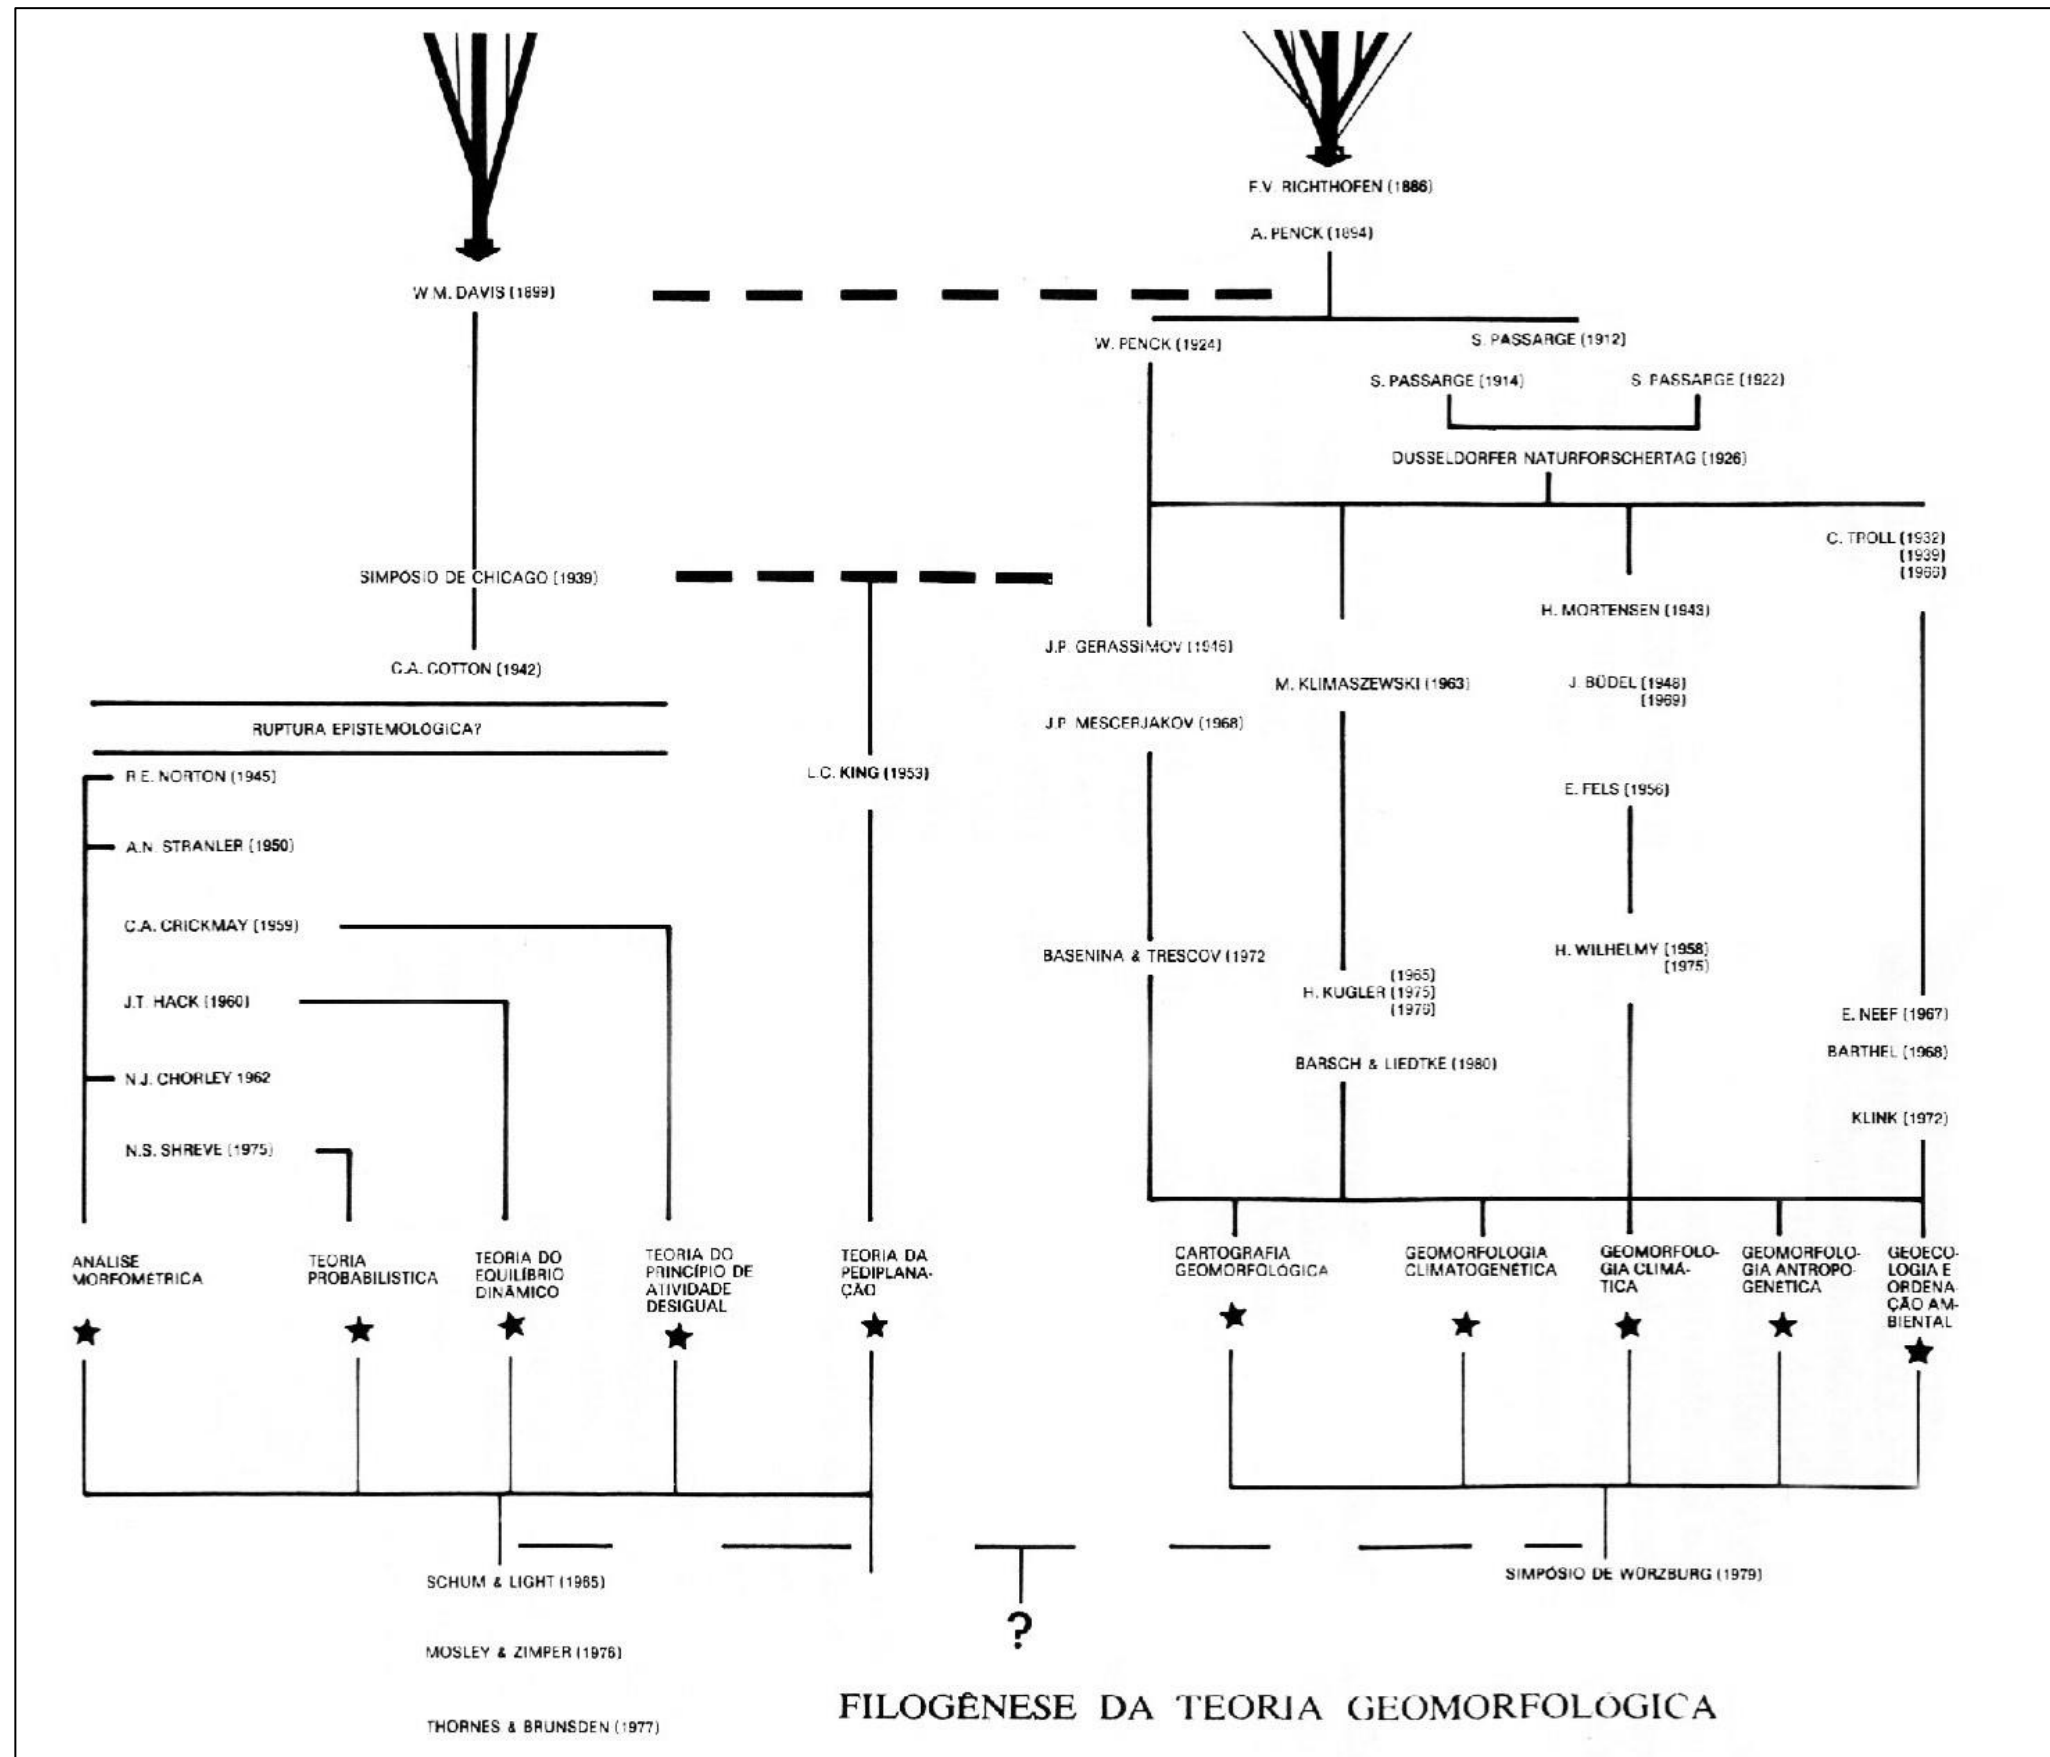 F.V. RICHTHOFEN (1886)
A. PENCK (1894)
W.M. DAVIS (1899)
W. PENCK (1924)
S. PASSARGE (1912)
S. PASSARGE (1914)
S. PASSARGE (1922)
DUSSELDORFER NATURFORSCHERTAG (1926)
C. TROLL (1932)
(1939)
(1966)
SIMPÓSIO DE CHICAGO (1939)
H. MORTENSEN (1943)
J.P. GERASSIMOV (1946)
C.A. COTTON (1942)
M. KLIMASZEWSKI (1963)
J. BÜDEL (1948)
(1969)
J.P. MESCERJAKOV (1968)
RUPTURA EPISTEMOLÓGICA?
R.E. NORTON (1945)
L.C. KING (1953)
E. FELS (1956)
A.N. STRANLER (1950)
C.A. CRICKMAY (1959)
BASENINA & TRESCOV (1972
H. WILHELMY (1958)
(1975)
(1965)
H. KUGLER (1975)
(1976)
J.T. HACK (1960)
E. NEEF (1967)
BARTHEL (1968)
BARSCH & LIEDTKE (1980)
N.J. CHORLEY 1962
KLINK (1972)
N.S. SHREVE (1975)
ANÁLISE
MORFOMÉTRICA
TEORIA
PROBABILISTICA
TEORIA DO
EQUILÍBRIO
DINÂMICO
TEORIA DO
PRINCÍPIO DE
ATIVIDADE
DESIGUAL
TEORIA DA
PEDIPLANA-
ÇÃO
CARTOGRAFIA
GEOMORFOLÓGICA
GEOMORFOLOGIA
CLIMATOGENÉTICA
GEOMORFOLO-
GIA CLIMÁ-
TICA
GEOMORFOLO-
GIA ANTROPO-
GENÉTICA
GEOECO-
LOGIA E
ORDENA-
ÇÃO AM-
BIENTAL
SCHUM & LIGHT (1965)
SIMPÓSIO DE WÜRZBURG (1979)
?
MOSLEY & ZIMPER (1976)
FILOGÊNESE DA TEORIA GEOMORFOLÓGICA
THORNES & BRUNSDEN (1977)